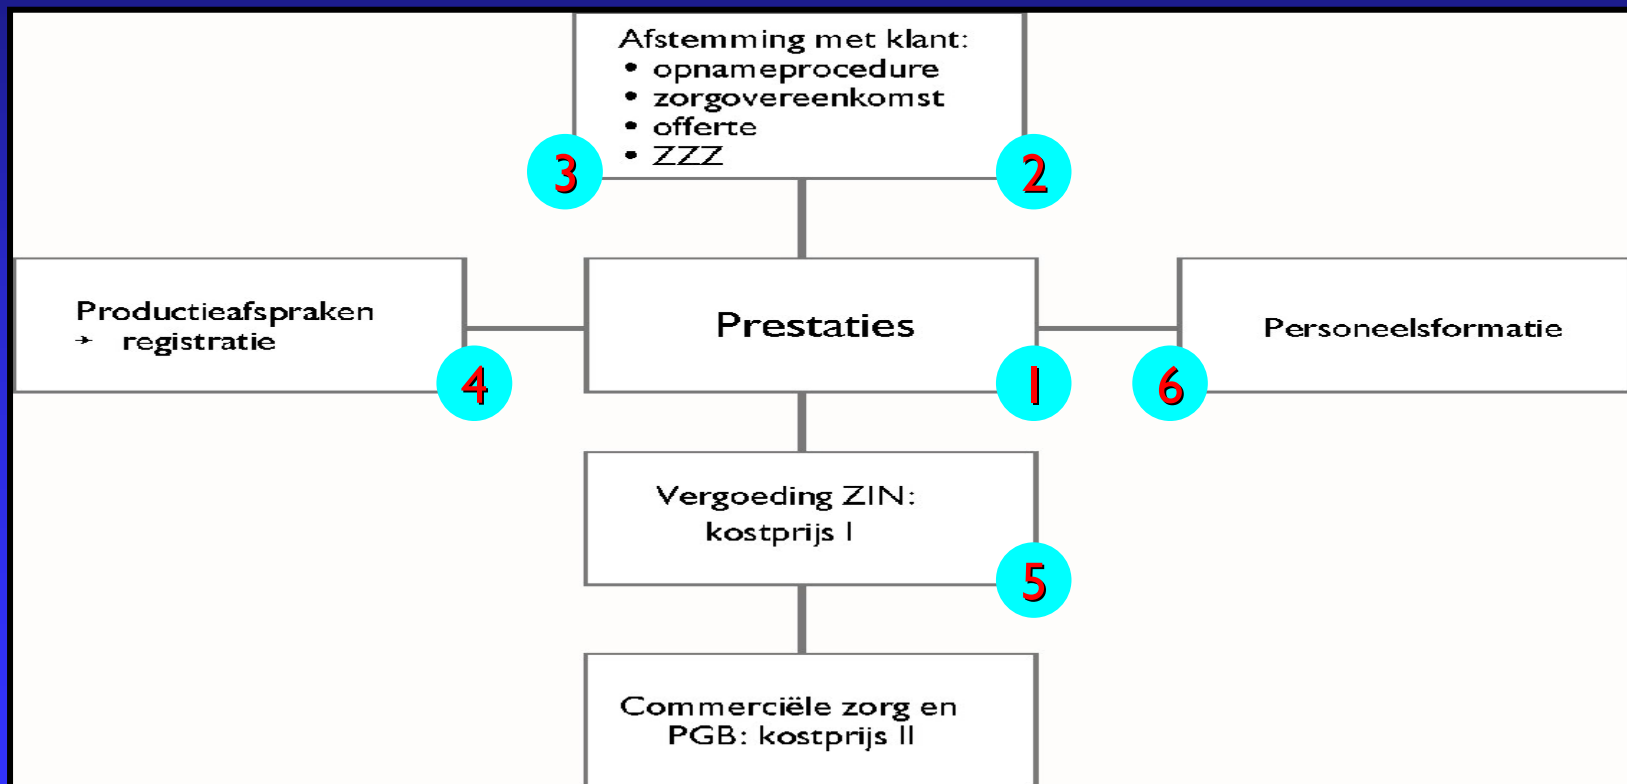 Afstemming met klant:
• opnameprocedure
• zorgovereenkomst
• offerte
• ZZZ
3
2
Productieafspraken
→ registratie
4
Prestaties
1
Personeelsformatie
6
Vergoeding ZIN:
kostprijs I
5
Commerciële zorg en
PGB: kostprijs II